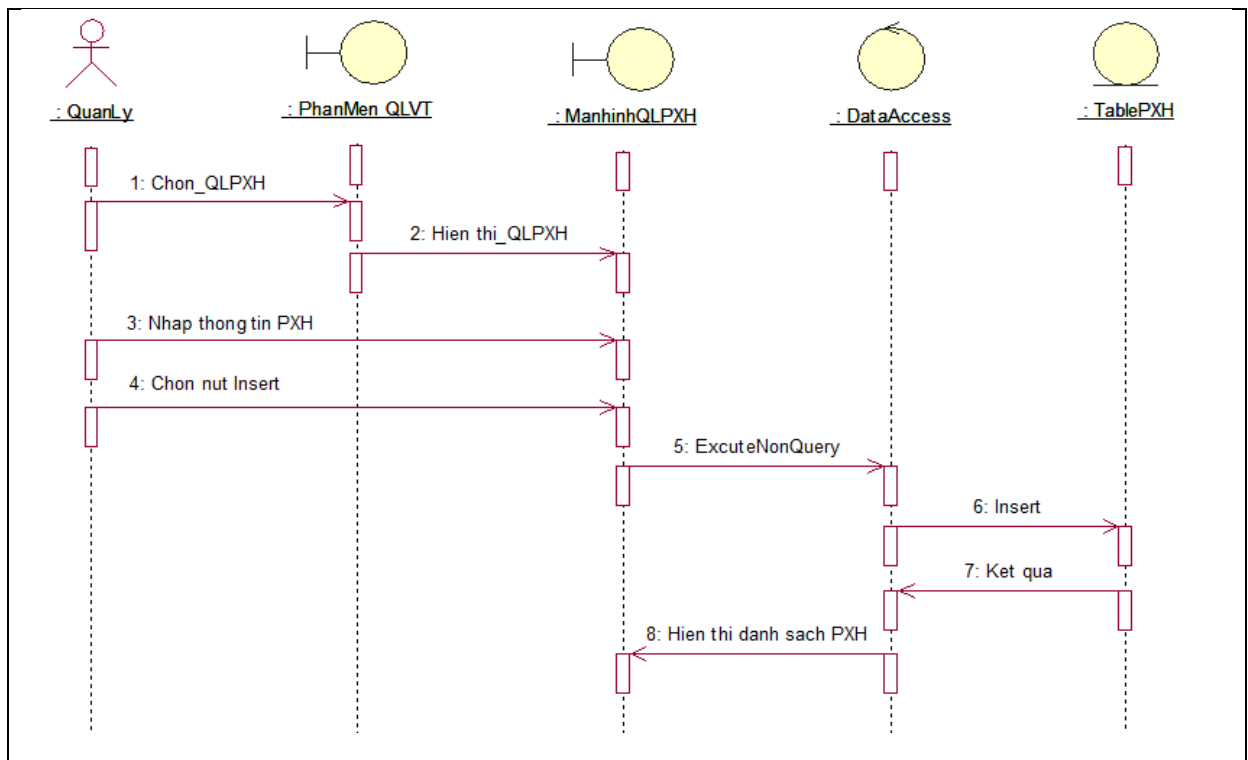 : QuanLy
: PhanMen QLVT
: ManhinhQLPXH
: DataAccess
: TablePXH
1: Chon_QLPXH
2: Hien thi_QLPXH
3: Nhap thong tin PXH
4: Chon nut Insert
5: ExcuteNonQuery
6: Insert
7: Ket qua
8: Hien thi danh sach PXH